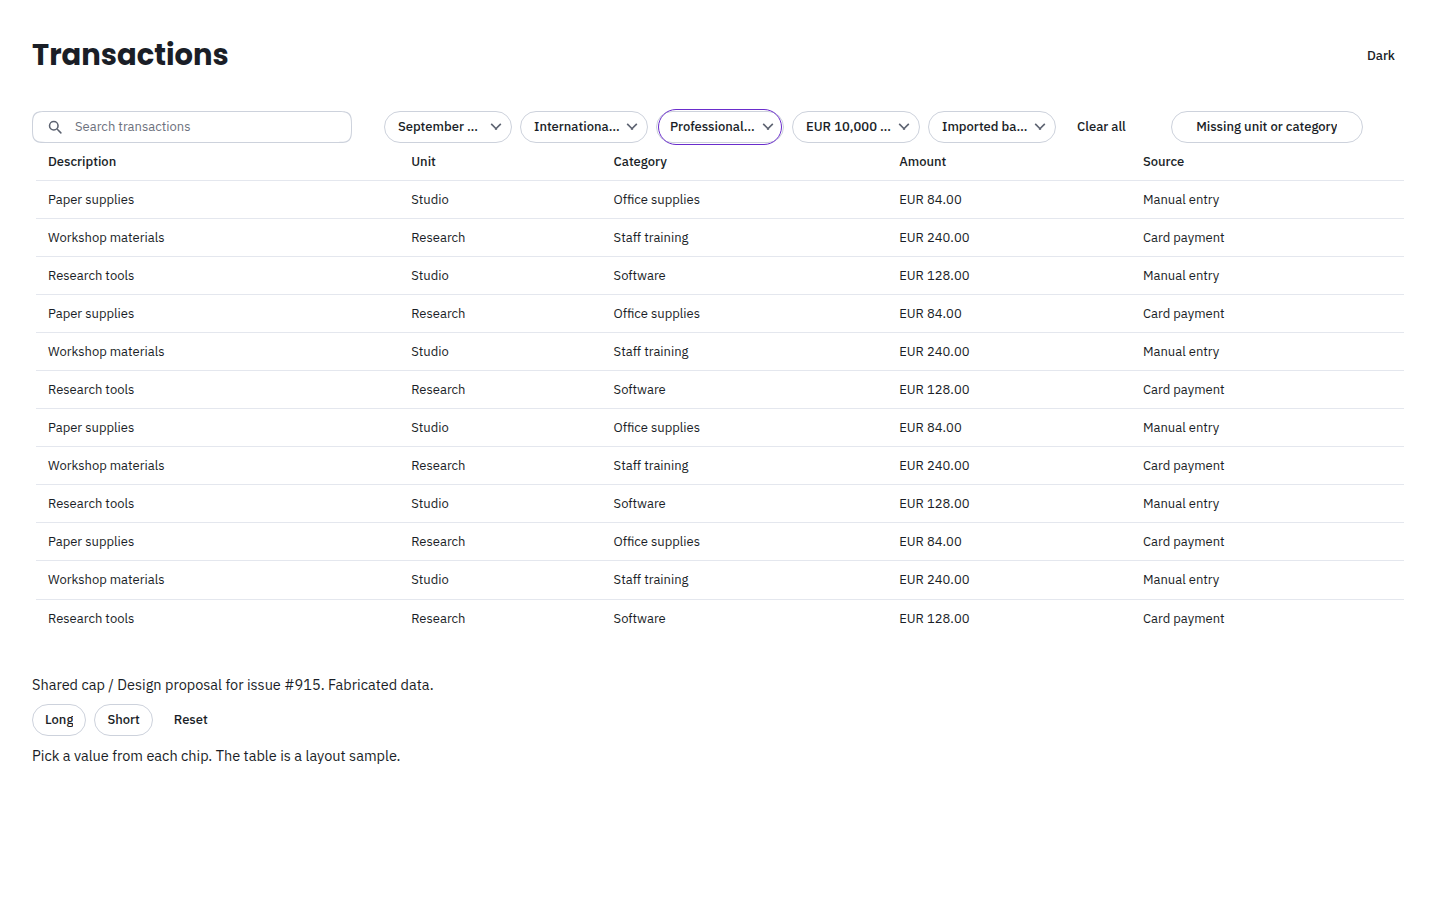 Transactions
Dark
Search transactions
September ...
Internationa...
Professional...
EUR 10,000 ...
Imported ba...
Clear all
Missing unit or category
Description Unit Category Amount Source
Paper supplies Studio Office supplies EUR 84.00 Manual entry
Workshop materials Research Staff training EUR 240.00 Card payment
Research tools Studio Software EUR 128.00 Manual entry
Paper supplies Research Office supplies EUR 84.00 Card payment
Workshop materials Studio Staff training EUR 240.00 Manual entry
Research tools Research Software EUR 128.00 Card payment
Paper supplies Studio Office supplies EUR 84.00 Manual entry
Workshop materials Research Staff training EUR 240.00 Card payment
Research tools Studio Software EUR 128.00 Manual entry
Paper supplies Research Office supplies EUR 84.00 Card payment
Workshop materials Studio Staff training EUR 240.00 Manual entry
Research tools Research Software EUR 128.00 Card payment
Shared cap / Design proposal for issue #915. Fabricated data.
Long Short Reset
Pick a value from each chip. The table is a layout sample.